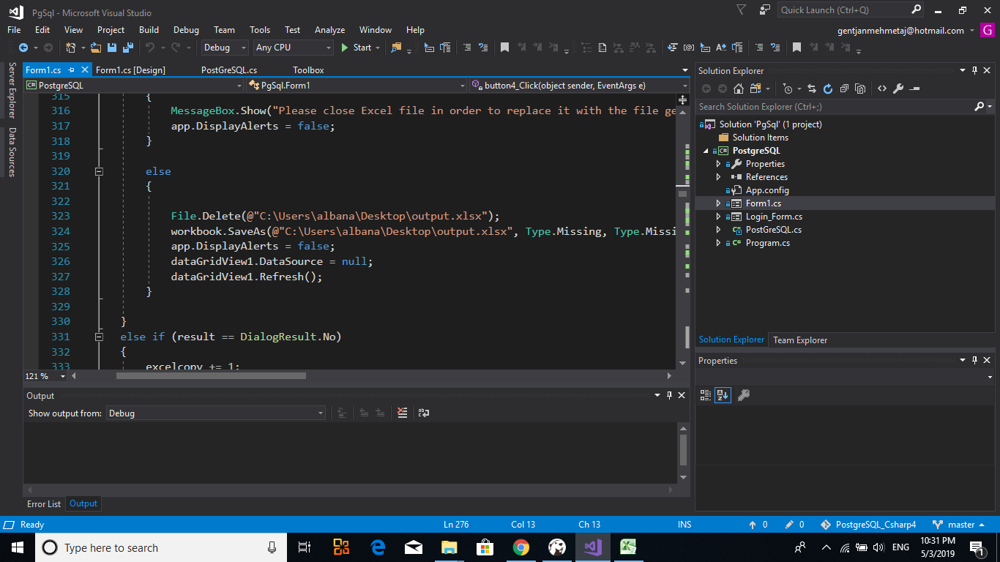 PgSql - Microsoft Visual Studio
Quick Launch (Ctrl+Q)
File Edit View Project Build Debug Team Tools Test Analyze Window Help
gentjanmehmetaj@hotmail.com G
Debug Any CPU Start
Server Explorer
Data Sources
Form1.cs Form1.cs [Design] PostGreSQL.cs Toolbox
C# PostgreSQL PgSql.Form1 button4_Click(object sender, EventArgs e)
315 {
316 MessageBox.Show("Please close Excel file in order to replace it with the file ge
317 app.DisplayAlerts = false;
318 }
319
320 else
321 {
322
323 File.Delete(@"C:\Users\albana\Desktop\output.xlsx");
324 workbook.SaveAs(@"C:\Users\albana\Desktop\output.xlsx", Type.Missing, Type.Missi
325 app.DisplayAlerts = false;
326 dataGridView1.DataSource = null;
327 dataGridView1.Refresh();
328 }
329
330 }
331 else if (result == DialogResult.No)
332 {
333 excelcopy += 1;
121 %
Output
Show output from: Debug
Error List Output
Solution Explorer
Search Solution Explorer (Ctrl+;)
Solution 'PgSql' (1 project)
Solution Items
C# PostgreSQL
Properties
References
App.config
Form1.cs
Login_Form.cs
PostGreSQL.cs
C# Program.cs
Solution Explorer Team Explorer
Properties
Ready Ln 276 Col 13 Ch 13 INS 0 0 PostgreSQL_Csharp4 master
Type here to search
ENG
10:31 PM
5/3/2019
1